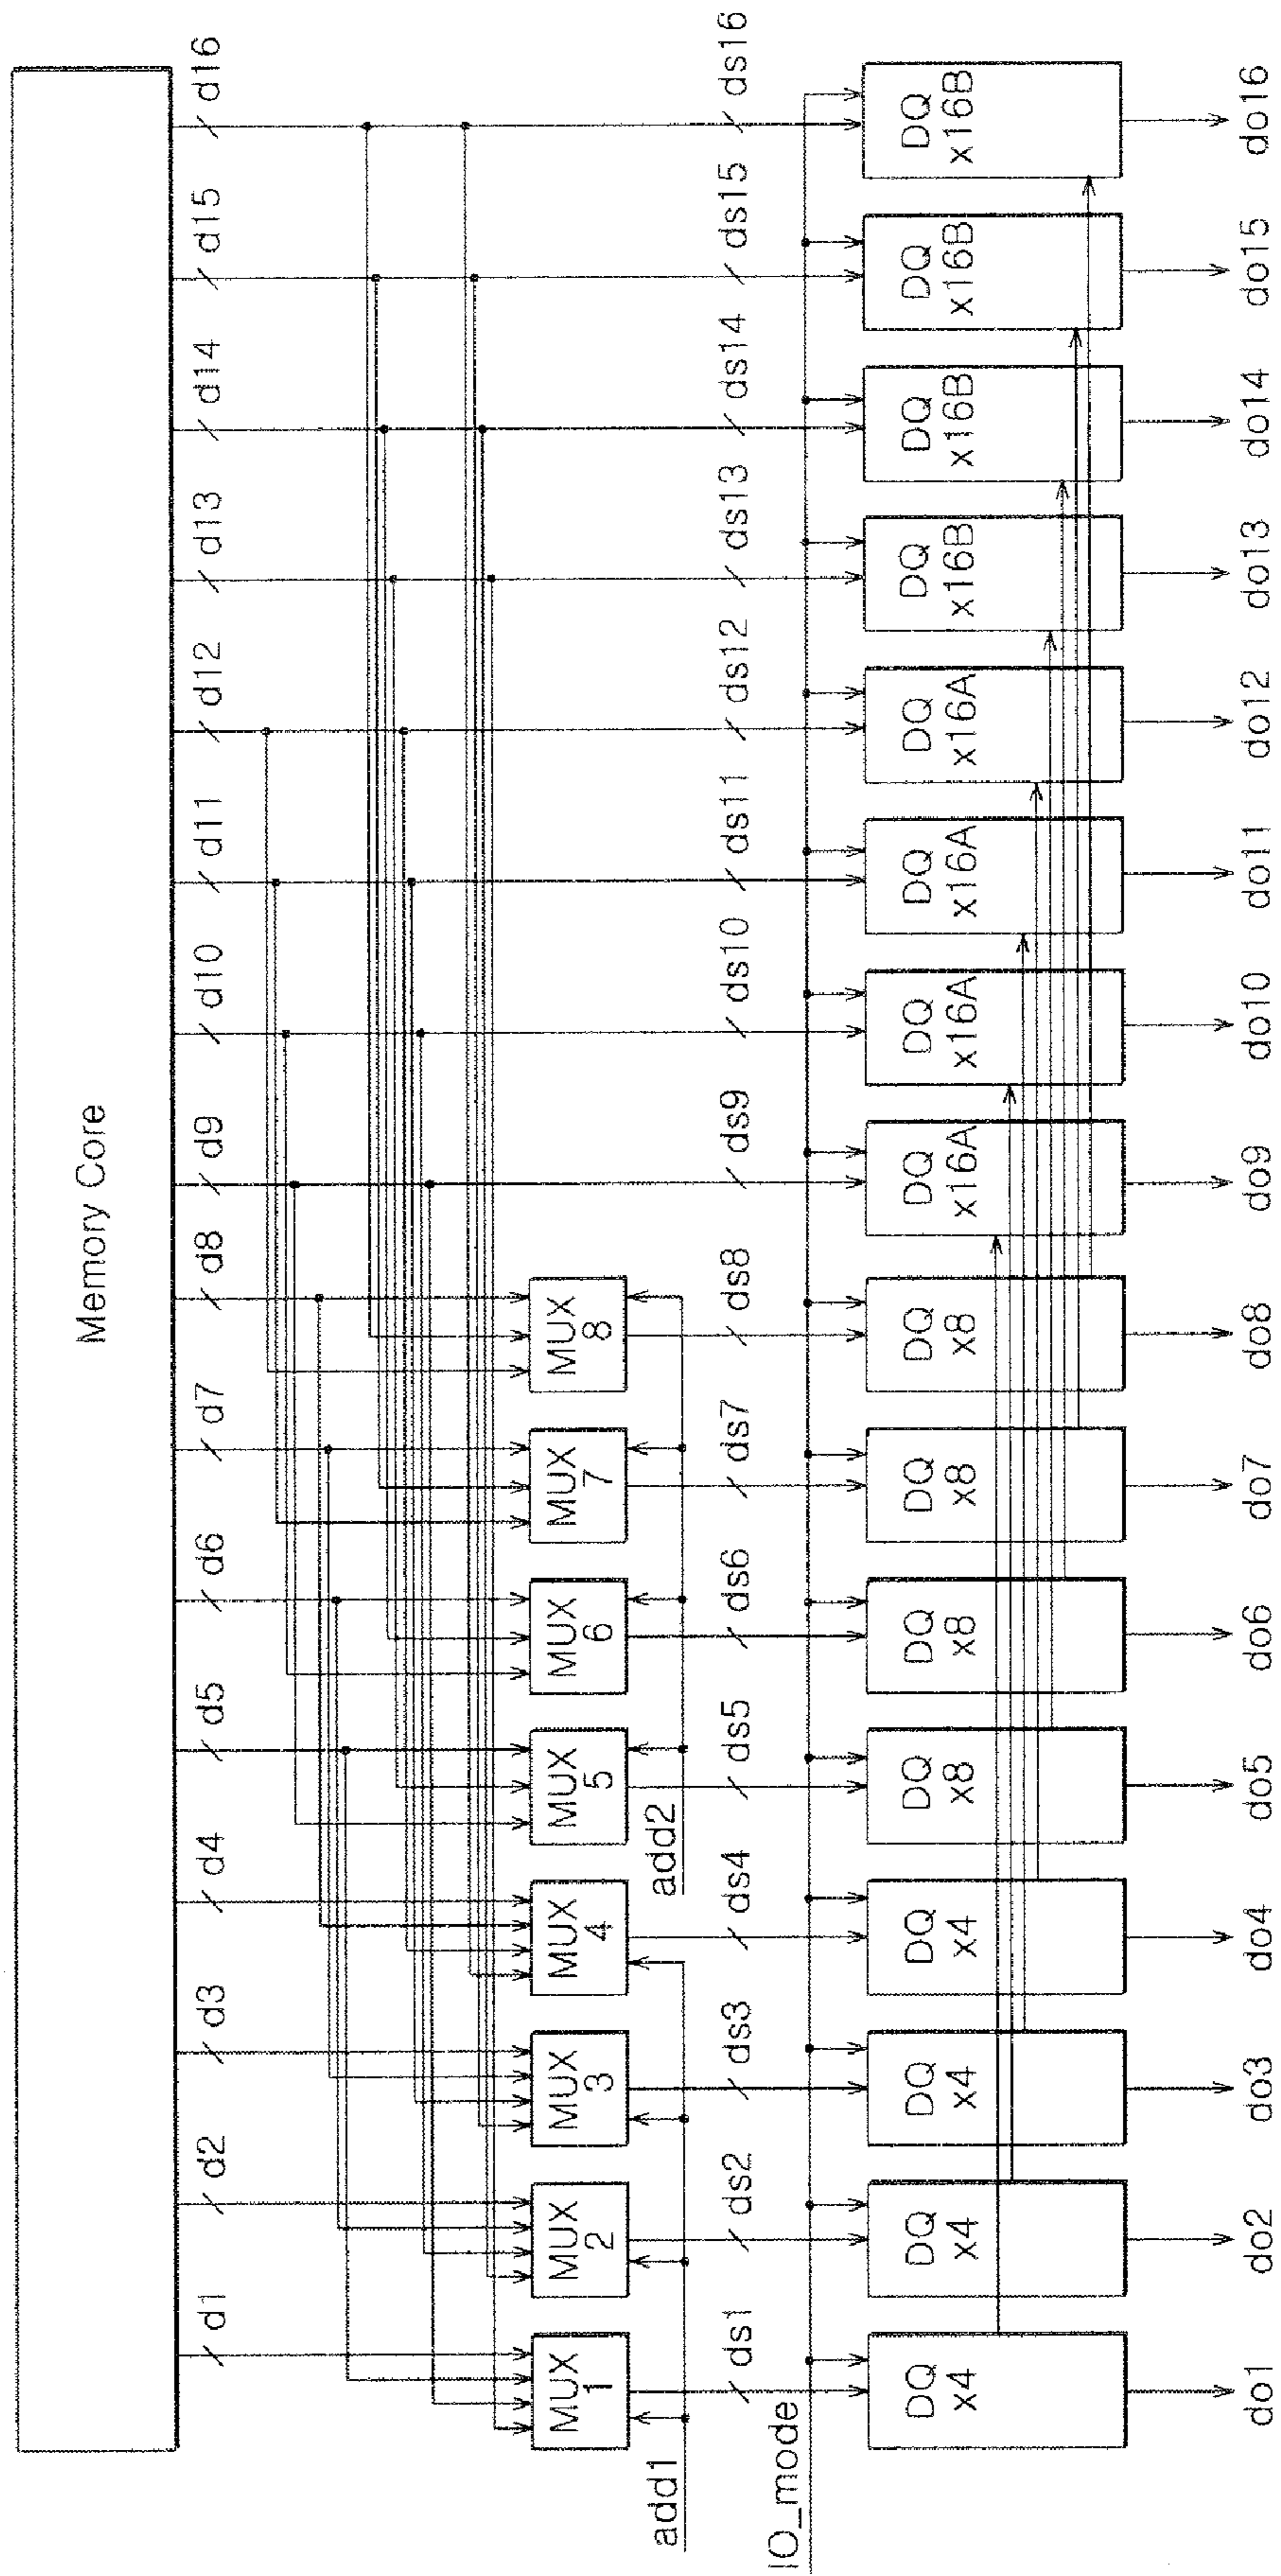 Memory Core
d1
d2
d3
d4
d5
d6
d7
d8
d9
d10
d11
d12
d13
d14
d15
d16
MUX
1
MUX
2
MUX
3
MUX
4
MUX
5
MUX
6
MUX
7
MUX
8
add1
add2
ds1
ds2
ds3
ds4
ds5
ds6
ds7
ds8
ds9
ds10
ds11
ds12
ds13
ds14
ds15
ds16
IO_mode
DQ
x4
DQ
x4
DQ
x4
DQ
x4
DQ
x8
DQ
x8
DQ
x8
DQ
x8
DQ
x16A
DQ
x16A
DQ
x16A
DQ
x16A
DQ
x16B
DQ
x16B
DQ
x16B
DQ
x16B
do1
do2
do3
do4
do5
do6
do7
do8
do9
do10
do11
do12
do13
do14
do15
do16